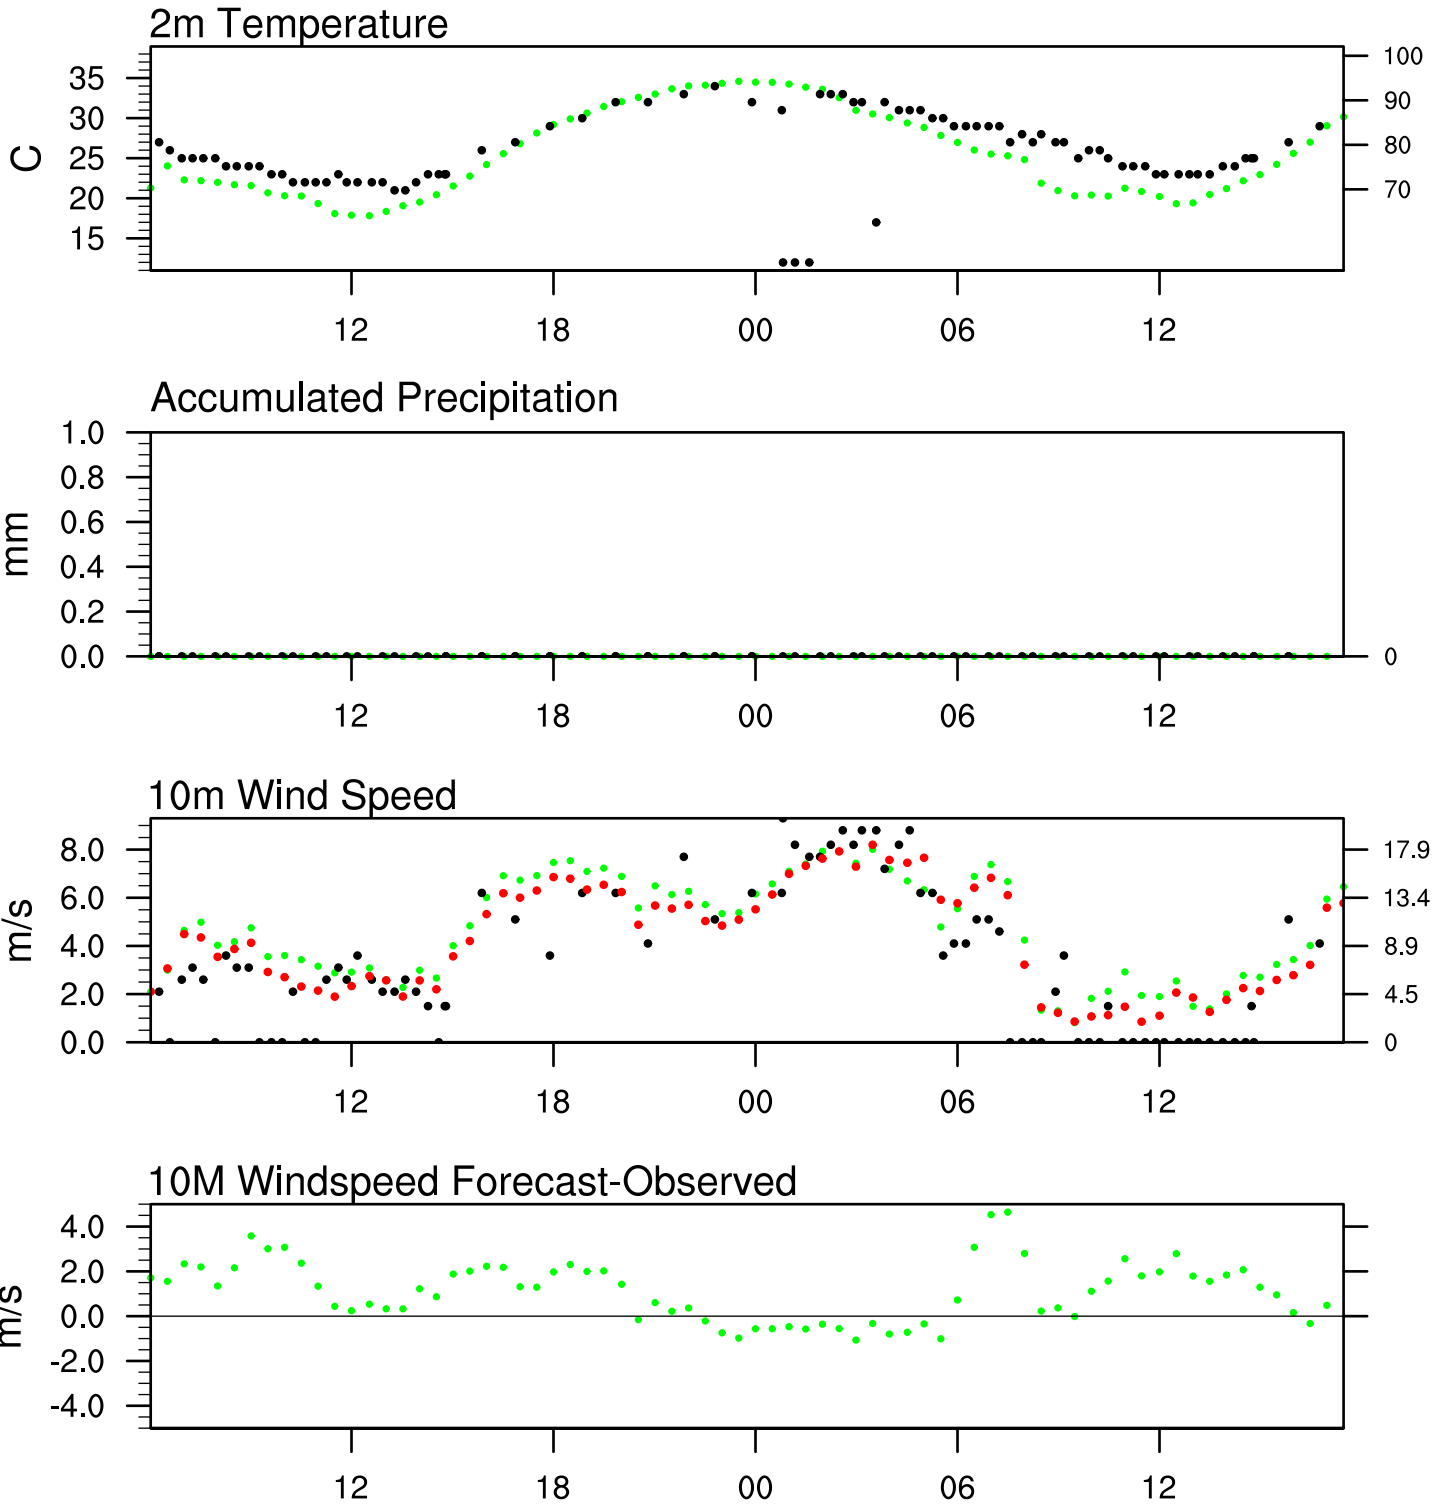 2m Temperature
35
30
25
20
15
C
100
90
80
70
12 18 00 06 12
Accumulated Precipitation
1.0
0.8
0.6
0.4
0.2
0.0
mm
0
12 18 00 06 12
10m Wind Speed
8.0
6.0
4.0
2.0
0.0
m/s
17.9
13.4
8.9
4.5
0
12 18 00 06 12
10M Windspeed Forecast-Observed
4.0
2.0
0.0
-2.0
-4.0
m/s
12 18 00 06 12